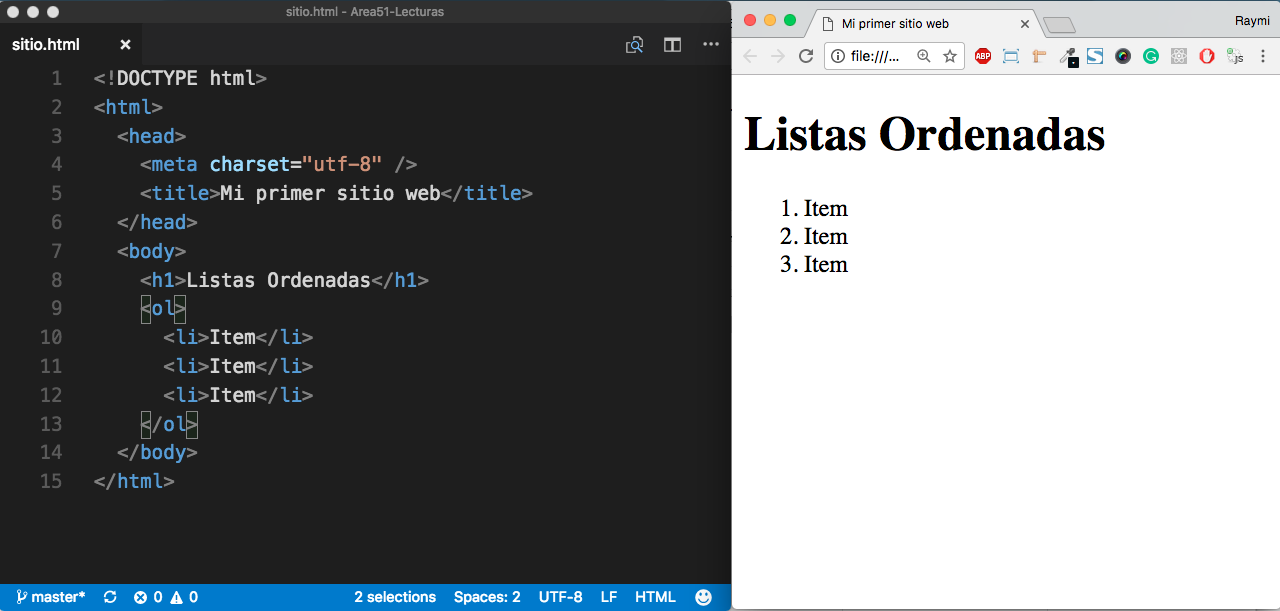 sitio.html - Area51-Lecturas
sitio.html
1 <!DOCTYPE html>
2 <html>
3 <head>
4 <meta charset="utf-8" />
5 <title>Mi primer sitio web</title>
6 </head>
7 <body>
8 <h1>Listas Ordenadas</h1>
9 <ol>
10 <li>Item</li>
11 <li>Item</li>
12 <li>Item</li>
13 </ol>
14 </body>
15 </html>
master* 0 0 2 selections Spaces: 2 UTF-8 LF HTML
Mi primer sitio web Raymi
file:///... ABP S G js
Listas Ordenadas
1. Item
2. Item
3. Item